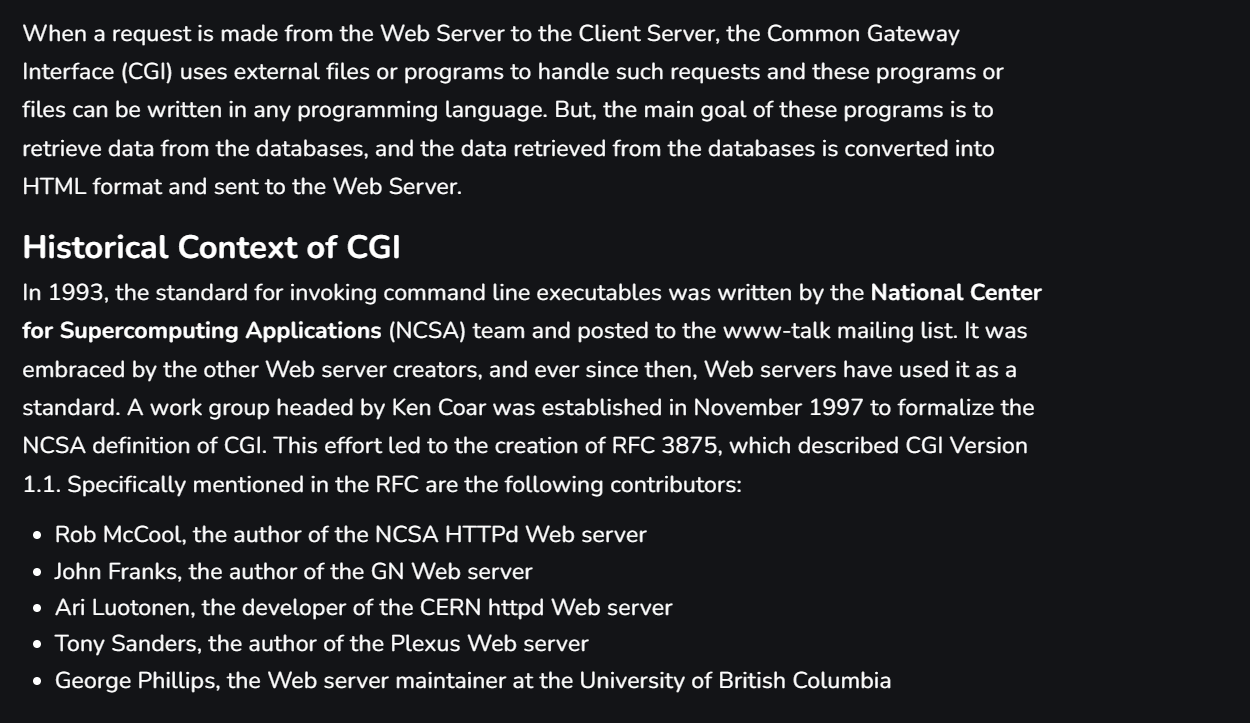 When a request is made from the Web Server to the Client Server, the Common Gateway
Interface (CGI) uses external files or programs to handle such requests and these programs or
files can be written in any programming language. But, the main goal of these programs is to
retrieve data from the databases, and the data retrieved from the databases is converted into
HTML format and sent to the Web Server.
Historical Context of CGI
In 1993, the standard for invoking command line executables was written by the National Center
for Supercomputing Applications (NCSA) team and posted to the www-talk mailing list. It was
embraced by the other Web server creators, and ever since then, Web servers have used it as a
standard. A work group headed by Ken Coar was established in November 1997 to formalize the
NCSA definition of CGI. This effort led to the creation of RFC 3875, which described CGI Version
1.1. Specifically mentioned in the RFC are the following contributors:
• Rob McCool, the author of the NCSA HTTPd Web server
• John Franks, the author of the GN Web server
• Ari Luotonen, the developer of the CERN httpd Web server
• Tony Sanders, the author of the Plexus Web server
• George Phillips, the Web server maintainer at the University of British Columbia